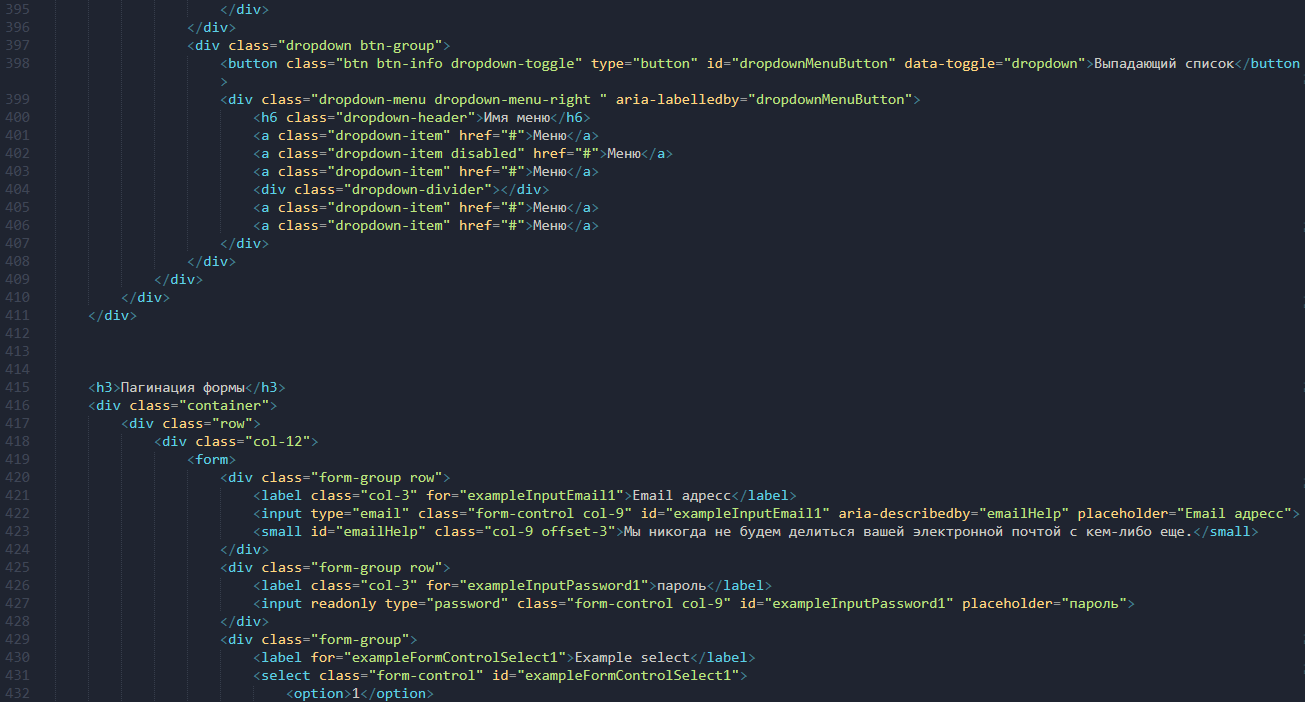 395                         </div>
396                     </div>
397                     <div class="dropdown btn-group">
398                         <button class="btn btn-info dropdown-toggle" type="button" id="dropdownMenuButton" data-toggle="dropdown">Выпадающий список</button
                        >
399                         <div class="dropdown-menu dropdown-menu-right " aria-labelledby="dropdownMenuButton">
400                             <h6 class="dropdown-header">Имя меню</h6>
401                             <a class="dropdown-item" href="#">Меню</a>
402                             <a class="dropdown-item disabled" href="#">Меню</a>
403                             <a class="dropdown-item" href="#">Меню</a>
404                             <div class="dropdown-divider"></div>
405                             <a class="dropdown-item" href="#">Меню</a>
406                             <a class="dropdown-item" href="#">Меню</a>
407                         </div>
408                     </div>
409                 </div>
410             </div>
411         </div>
412
413
414
415         <h3>Пагинация формы</h3>
416         <div class="container">
417             <div class="row">
418                 <div class="col-12">
419                     <form>
420                         <div class="form-group row">
421                             <label class="col-3" for="exampleInputEmail1">Email адресс</label>
422                             <input type="email" class="form-control col-9" id="exampleInputEmail1" aria-describedby="emailHelp" placeholder="Email адресс">
423                             <small id="emailHelp" class="col-9 offset-3">Мы никогда не будем делиться вашей электронной почтой с кем-либо еще.</small>
424                         </div>
425                         <div class="form-group row">
426                             <label class="col-3" for="exampleInputPassword1">пароль</label>
427                             <input readonly type="password" class="form-control col-9" id="exampleInputPassword1" placeholder="пароль">
428                         </div>
429                         <div class="form-group">
430                             <label for="exampleFormControlSelect1">Example select</label>
431                             <select class="form-control" id="exampleFormControlSelect1">
432                                 <option>1</option>